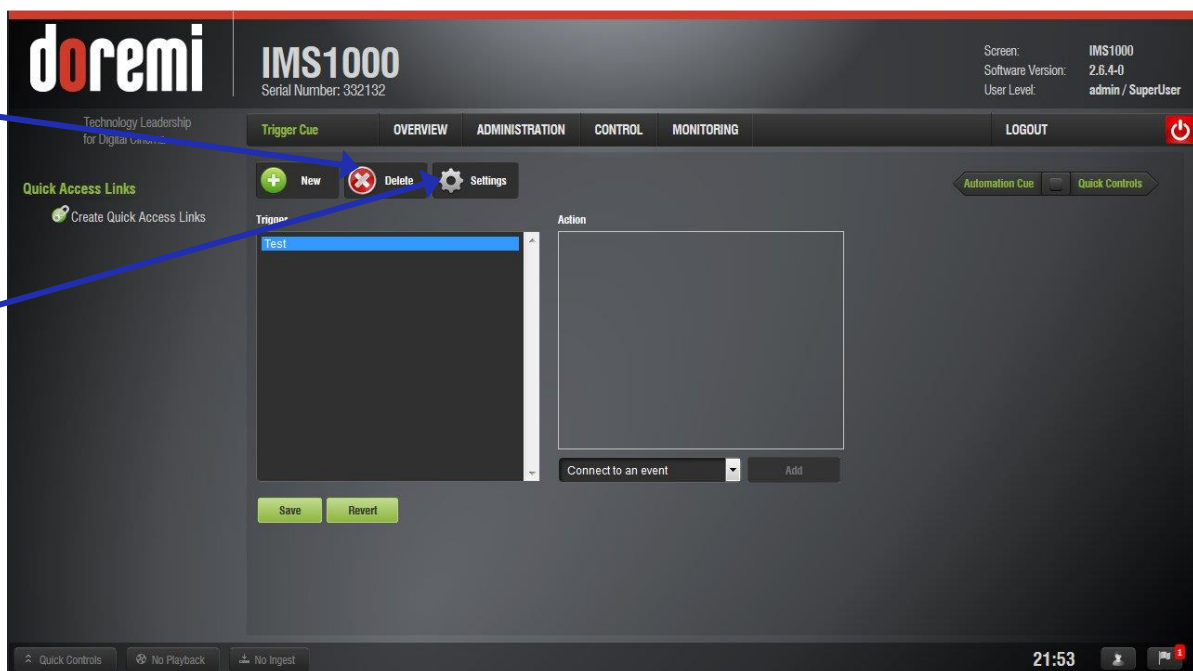 doremi
IMS1000
Serial Number: 332132
Screen: IMS1000
Software Version: 2.6.4-0
User Level: admin / SuperUser
Technology Leadership
for Digital Cinema
Trigger Cue OVERVIEW ADMINISTRATION CONTROL MONITORING LOGOUT
New Delete Settings
Automation Cue Quick Controls
Quick Access Links
Create Quick Access Links
Trigger Action
Test
Connect to an event Add
Save Revert
Quick Controls No Playback No Ingest 21:53 1